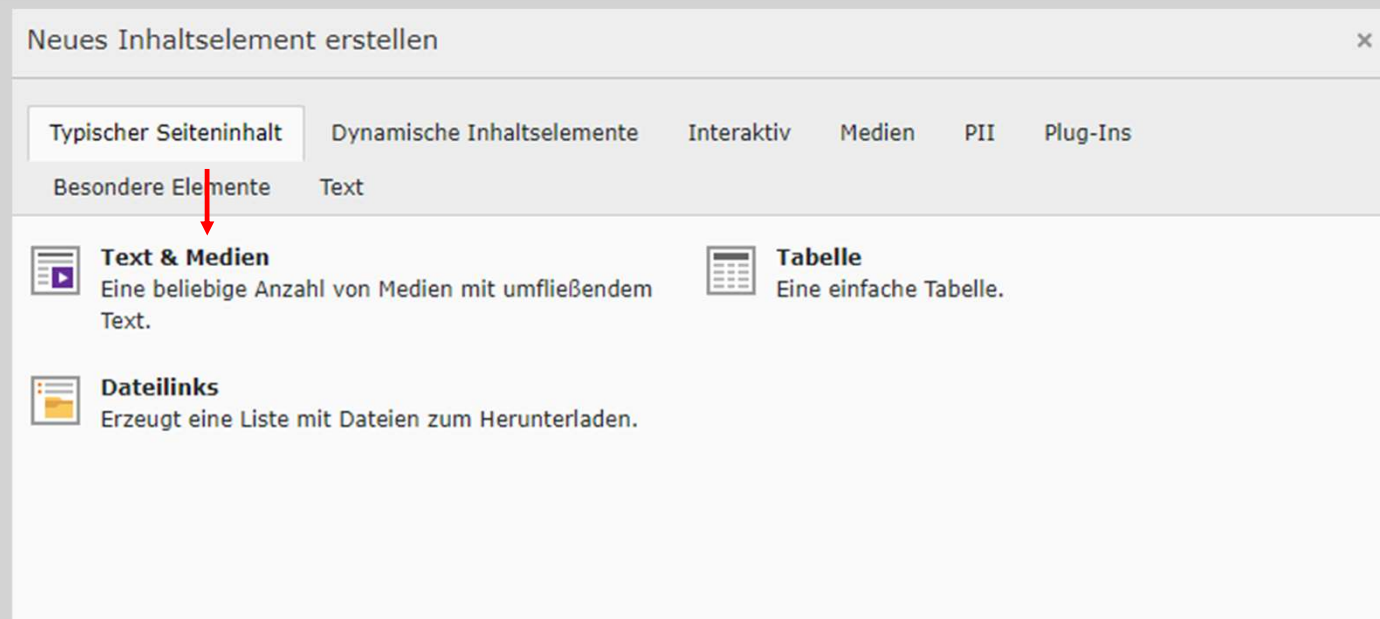 Neues Inhaltselement erstellen ×
Typischer Seiteninhalt Dynamische Inhaltselemente Interaktiv Medien PII Plug-Ins
Besondere Elemente Text
Text & Medien
Eine beliebige Anzahl von Medien mit umfließendem
Text.
Tabelle
Eine einfache Tabelle.
Dateilinks
Erzeugt eine Liste mit Dateien zum Herunterladen.